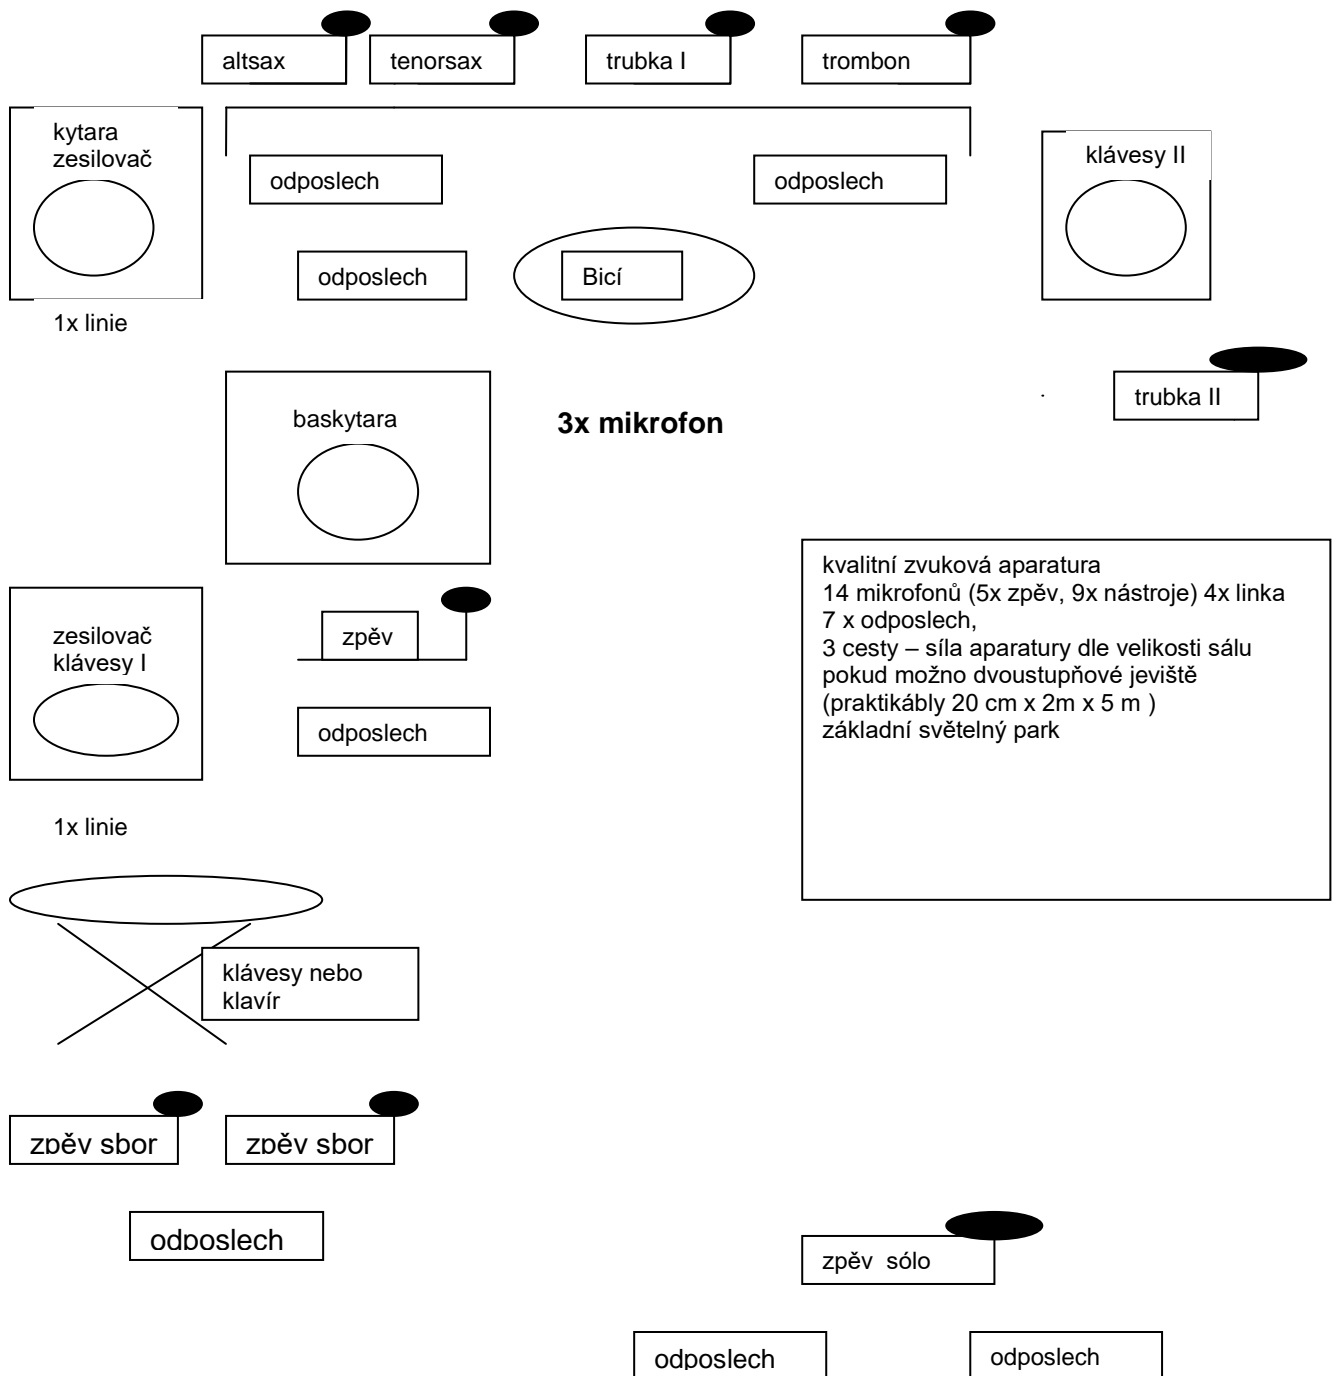 altsax
tenorsax
trubka I
trombon
kytara
zesilovač
odposlech
odposlech
klávesy II
odposlech
Bicí
1x linie
trubka II
baskytara
3x mikrofon
kvalitní zvuková aparatura
14 mikrofonů (5x zpěv, 9x nástroje) 4x linka
7 x odposlech,
3 cesty – síla aparatury dle velikosti sálu
pokud možno dvoustupňové jeviště
(praktikábly 20 cm x 2m x 5 m )
základní světelný park
zesilovač
klávesy I
zpěv
odposlech
1x linie
klávesy nebo
klavír
zpěv sbor
zpěv sbor
odposlech
zpěv  sólo
odposlech
odposlech